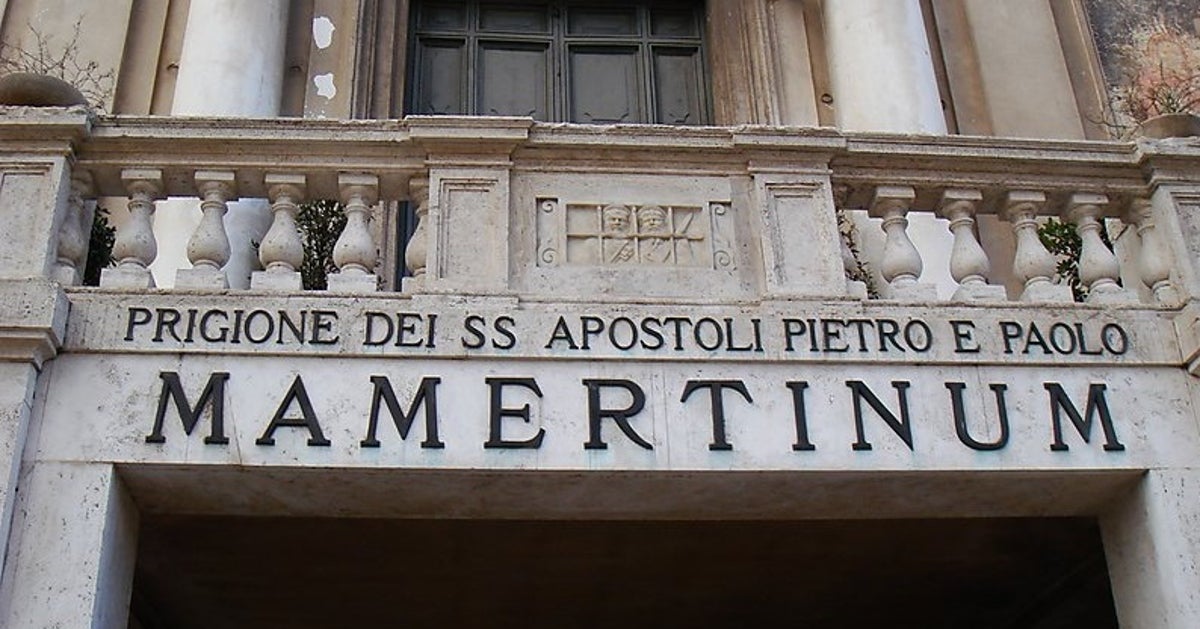 PRIGIONE DEI SS APOSTOLI PIETRO E PAOLO
MAMERTINUM